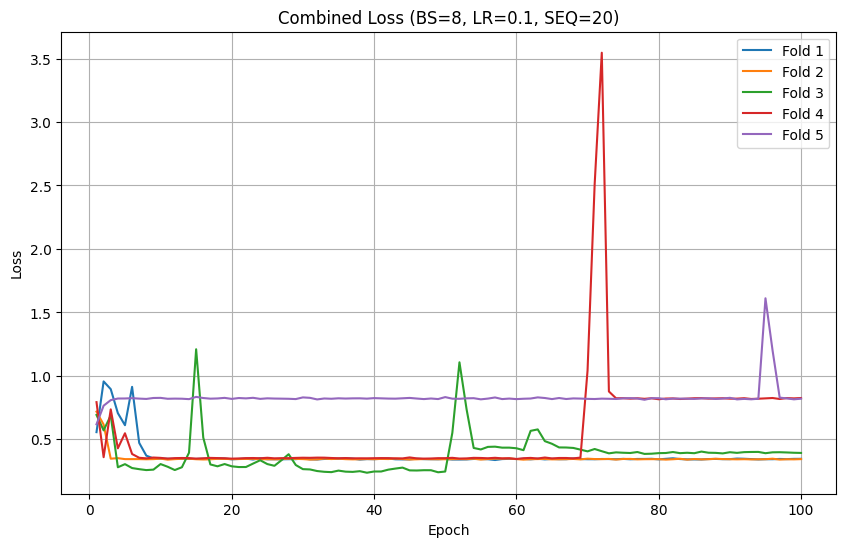 Combined Loss (BS=8, LR=0.1, SEQ=20)
Fold 1
Fold 2
Fold 3
Fold 4
Fold 5
Loss
3.5
3.0
2.5
2.0
1.5
1.0
0.5
0 20 40 60 80 100
Epoch